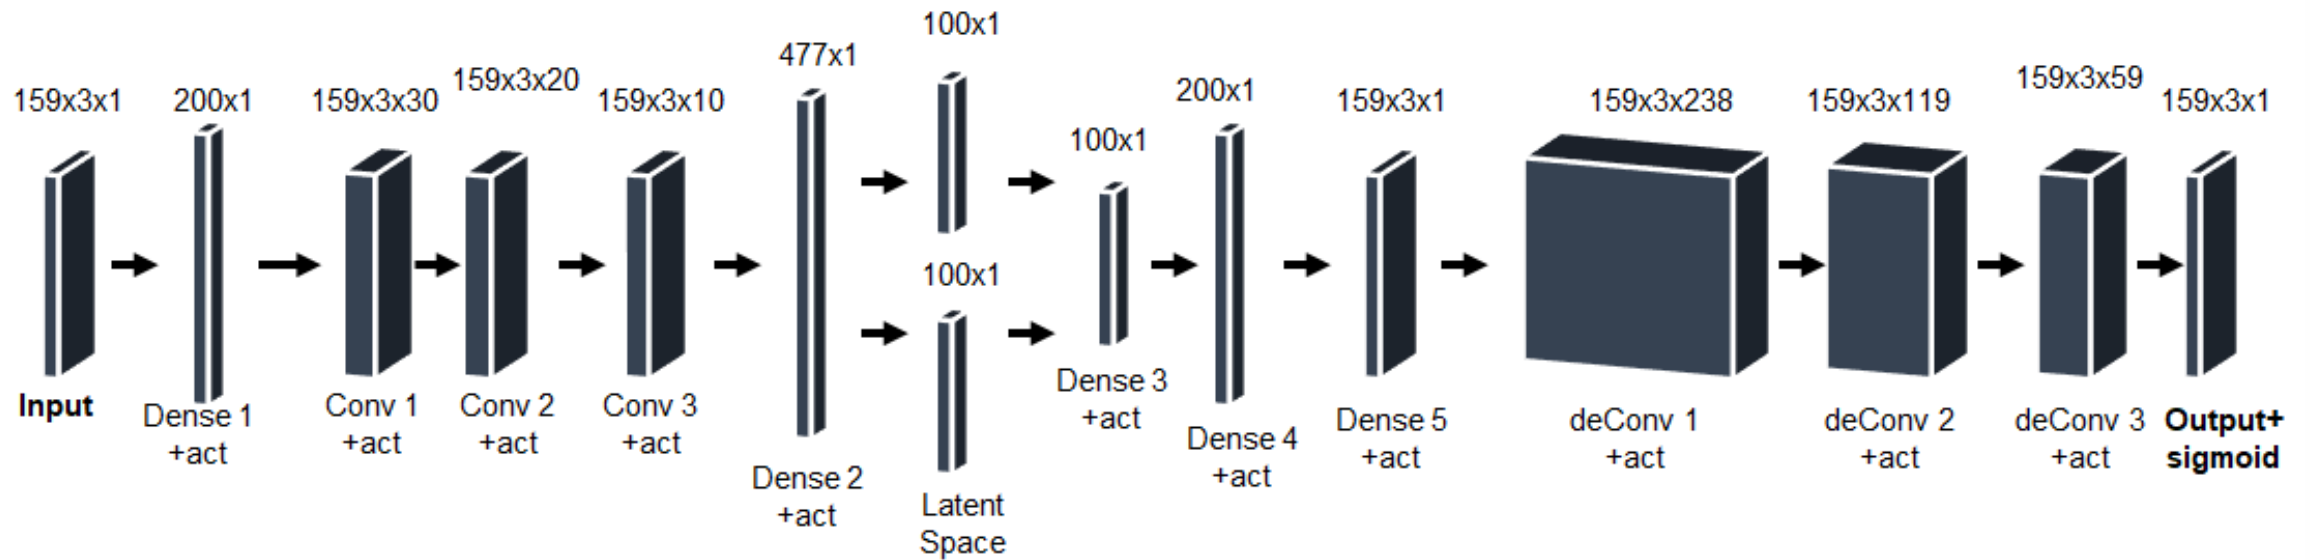 159x3x1
Input
200x1
Dense 1
+act
159x3x30
Conv 1
+act
159x3x20
Conv 2
+act
159x3x10
Conv 3
+act
477x1
Dense 2
+act
100x1
100x1
Latent
Space
100x1
Dense 3
+act
200x1
Dense 4
+act
159x3x1
Dense 5
+act
159x3x238
deConv 1
+act
159x3x119
deConv 2
+act
159x3x59
deConv 3
+act
159x3x1
Output+
sigmoid